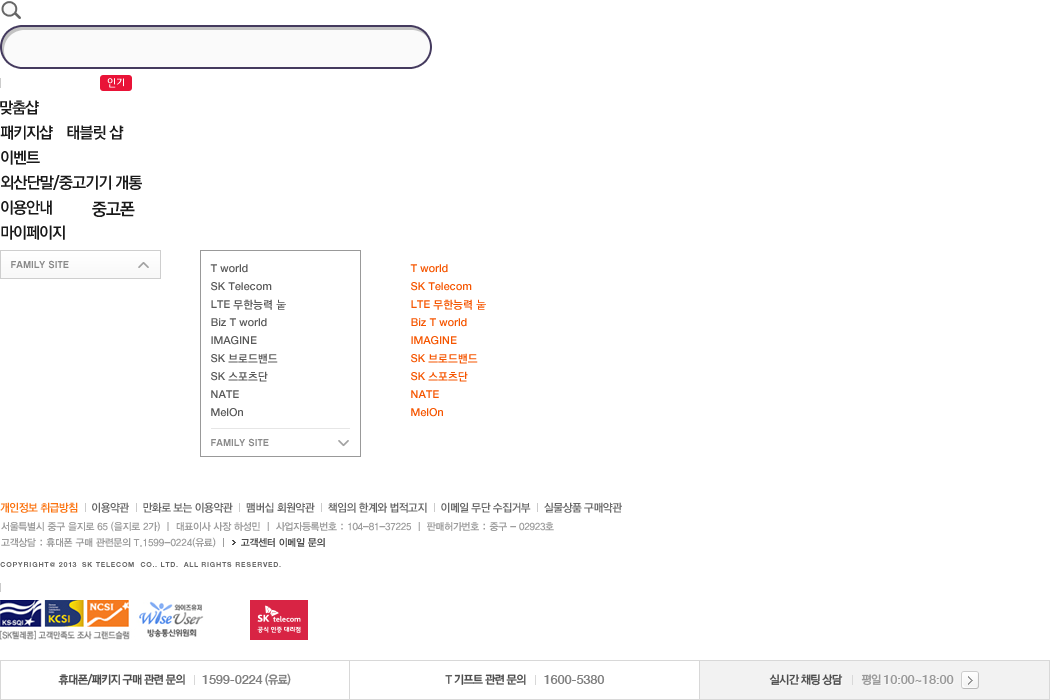 인기
맞춤샵
패키지샵 태블릿 샵
이벤트
외산단말/중고기기 개통
이용안내 중고폰
마이페이지
FAMILY SITE
T world
SK Telecom
LTE 무한능력 눝
Biz T world
IMAGINE
SK 브로드밴드
SK 스포츠단
NATE
MelOn
FAMILY SITE
T world
SK Telecom
LTE 무한능력 눝
Biz T world
IMAGINE
SK 브로드밴드
SK 스포츠단
NATE
MelOn
개인정보 취급방침 | 이용약관 | 만화로 보는 이용약관 | 맴버십 회원약관 | 책임의 한계와 법적고지 | 이메일 무단 수집거부 | 실물상품 구매약관
서울특별시 중구 을지로 65 (을지로 2가) | 대표이사 사장 하성민 | 사업자등록번호 : 104-81-37225 | 판매허가번호 : 중구 - 02923호
고객상담 : 휴대폰 구매 관련문의 T.1599-0224(유료) | > 고객센터 이메일 문의
COPYRIGHT© 2013 SK TELECOM CO., LTD. ALL RIGHTS RESERVED.
KS-SQI KCSI NCSI
[SK텔레콤] 고객만족도 조사 그랜드슬램
와이즈유저
WiseUser
방송통신위원회
SK telecom
공식 인증 대리점
휴대폰/패키지 구매 관련 문의 | 1599-0224 (유료)
T 기프트 관련 문의 | 1600-5380
실시간 채팅 상담 | 평일 10:00~18:00